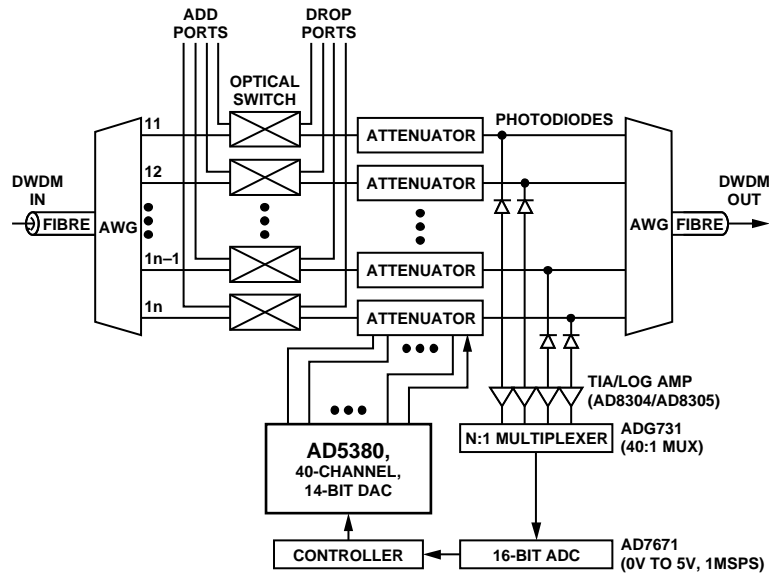 ADD
PORTS
DROP
PORTS
OPTICAL
SWITCH
PHOTODIODES
11
ATTENUATOR
12
ATTENUATOR
DWDM
IN
FIBRE
AWG
DWDM
OUT
AWG
FIBRE
1n–1
ATTENUATOR
1n
ATTENUATOR
TIA/LOG AMP
(AD8304/AD8305)
AD5380,
40-CHANNEL,
14-BIT DAC
N:1 MULTIPLEXER
ADG731
(40:1 MUX)
CONTROLLER
16-BIT ADC
AD7671
(0V TO 5V, 1MSPS)